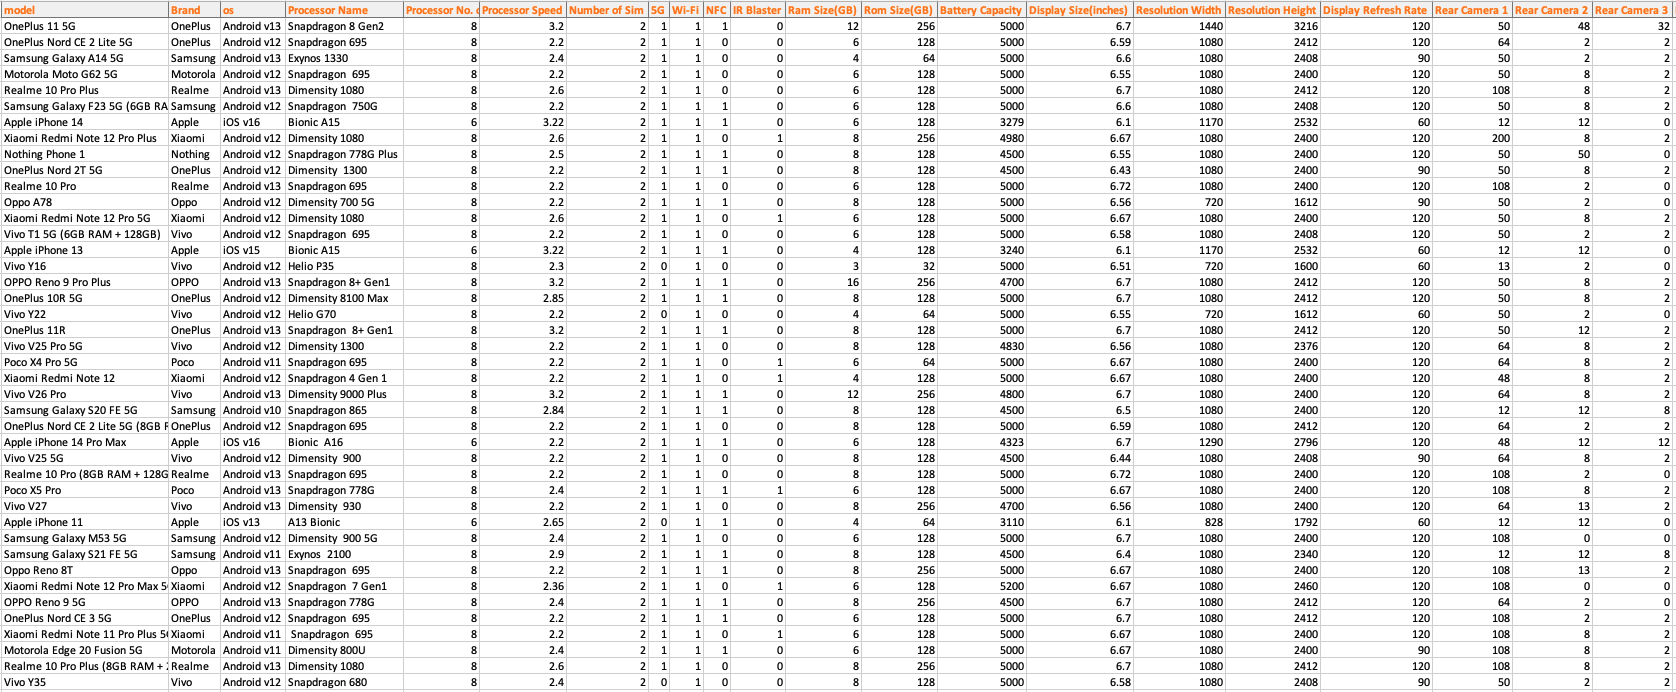 model Brand os Processor Name Processor No. Processor Speed Number of Sim 5G Wi-Fi NFC IR Blaster Ram Size(GB) Rom Size(GB) Battery Capacity Display Size(inches) Resolution Width Resolution Height Display Refresh Rate Rear Camera 1 Rear Camera 2 Rear Camera 3
OnePlus 11 5G OnePlus Android v13 Snapdragon 8 Gen2 8 3.2 2 1 1 1 0 12 256 5000 6.7 1440 3216 120 50 48 32
OnePlus Nord CE 2 Lite 5G OnePlus Android v12 Snapdragon 695 8 2.2 2 1 1 0 0 6 128 5000 6.59 1080 2412 120 64 2 2
Samsung Galaxy A14 5G Samsung Android v13 Exynos 1330 8 2.4 2 1 1 0 0 4 64 5000 6.6 1080 2408 90 50 2 2
Motorola Moto G62 5G Motorola Android v12 Snapdragon 695 8 2.2 2 1 1 0 0 6 128 5000 6.55 1080 2400 120 50 8 2
Realme 10 Pro Plus Realme Android v13 Dimensity 1080 8 2.6 2 1 1 0 0 6 128 5000 6.7 1080 2412 120 108 8 2
Samsung Galaxy F23 5G (6GB RA Samsung Android v12 Snapdragon 750G 8 2.2 2 1 1 1 0 6 128 5000 6.6 1080 2408 120 50 8 2
Apple iPhone 14 Apple iOS v16 Bionic A15 6 3.22 2 1 1 1 0 6 128 3279 6.1 1170 2532 60 12 12 0
Xiaomi Redmi Note 12 Pro Plus Xiaomi Android v12 Dimensity 1080 8 2.6 2 1 1 0 1 8 256 4980 6.67 1080 2400 120 200 8 2
Nothing Phone 1 Nothing Android v12 Snapdragon 778G Plus 8 2.5 2 1 1 1 0 8 128 4500 6.55 1080 2400 120 50 50 0
OnePlus Nord 2T 5G OnePlus Android v12 Dimensity 1300 8 2.2 2 1 1 1 0 8 128 4500 6.43 1080 2400 90 50 8 2
Realme 10 Pro Realme Android v13 Snapdragon 695 8 2.2 2 1 1 0 0 6 128 5000 6.72 1080 2400 120 108 2 0
Oppo A78 Oppo Android v12 Dimensity 700 5G 8 2.2 2 1 1 0 0 8 128 5000 6.56 720 1612 90 50 2 0
Xiaomi Redmi Note 12 Pro 5G Xiaomi Android v12 Dimensity 1080 8 2.6 2 1 1 0 1 6 128 5000 6.67 1080 2400 120 50 8 2
Vivo T1 5G (6GB RAM + 128GB) Vivo Android v12 Snapdragon 695 8 2.2 2 1 1 0 0 6 128 5000 6.58 1080 2408 120 50 2 2
Apple iPhone 13 Apple iOS v15 Bionic A15 6 3.22 2 1 1 1 0 4 128 3240 6.1 1170 2532 60 12 12 0
Vivo Y16 Vivo Android v12 Helio P35 8 2.3 2 0 1 0 0 3 32 5000 6.51 720 1600 60 13 2 0
OPPO Reno 9 Pro Plus OPPO Android v13 Snapdragon 8+ Gen1 8 3.2 2 1 1 1 0 16 256 4700 6.7 1080 2412 120 50 8 2
OnePlus 10R 5G OnePlus Android v12 Dimensity 8100 Max 8 2.85 2 1 1 1 0 8 128 5000 6.7 1080 2412 120 50 8 2
Vivo Y22 Vivo Android v12 Helio G70 8 2.2 2 0 1 0 0 4 64 5000 6.55 720 1612 60 50 2 0
OnePlus 11R OnePlus Android v13 Snapdragon 8+ Gen1 8 3.2 2 1 1 1 0 8 128 5000 6.7 1080 2412 120 50 12 2
Vivo V25 Pro 5G Vivo Android v12 Dimensity 1300 8 2.2 2 1 1 0 0 8 128 4830 6.56 1080 2376 120 64 8 2
Poco X4 Pro 5G Poco Android v11 Snapdragon 695 8 2.2 2 1 1 0 1 6 64 5000 6.67 1080 2400 120 64 8 2
Xiaomi Redmi Note 12 Xiaomi Android v12 Snapdragon 4 Gen 1 8 2.2 2 1 1 0 1 4 128 5000 6.67 1080 2400 120 48 8 2
Vivo V26 Pro Vivo Android v13 Dimensity 9000 Plus 8 3.2 2 1 1 1 0 12 256 4800 6.7 1080 2400 120 64 8 2
Samsung Galaxy S20 FE 5G Samsung Android v10 Snapdragon 865 8 2.84 2 1 1 1 0 8 128 4500 6.5 1080 2400 120 12 12 8
OnePlus Nord CE 2 Lite 5G (8GB OnePlus Android v12 Snapdragon 695 8 2.2 2 1 1 0 0 8 128 5000 6.59 1080 2412 120 64 2 2
Apple iPhone 14 Pro Max Apple iOS v16 Bionic A16 6 2.2 2 1 1 1 0 6 128 4323 6.7 1290 2796 120 48 12 12
Vivo V25 5G Vivo Android v12 Dimensity 900 8 2.2 2 1 1 0 0 8 128 4500 6.44 1080 2408 90 64 8 2
Realme 10 Pro (8GB RAM + 128G Realme Android v13 Snapdragon 695 8 2.2 2 1 1 0 0 8 128 5000 6.72 1080 2400 120 108 2 0
Poco X5 Pro Poco Android v13 Snapdragon 778G 8 2.4 2 1 1 1 1 6 128 5000 6.67 1080 2400 120 108 8 2
Vivo V27 Vivo Android v13 Dimensity 930 8 2.2 2 1 1 0 0 8 256 4700 6.56 1080 2400 120 64 13 2
Apple iPhone 11 Apple iOS v13 A13 Bionic 6 2.65 2 0 1 1 0 4 64 3110 6.1 828 1792 60 12 12 0
Samsung Galaxy M53 5G Samsung Android v12 Dimensity 900 5G 8 2.4 2 1 1 0 0 6 128 5000 6.7 1080 2400 120 108 0 0
Samsung Galaxy S21 FE 5G Samsung Android v11 Exynos 2100 8 2.9 2 1 1 1 0 8 128 4500 6.4 1080 2340 120 12 12 8
Oppo Reno 8T Oppo Android v13 Snapdragon 695 8 2.2 2 1 1 0 0 8 256 5000 6.67 1080 2400 120 108 13 2
Xiaomi Redmi Note 12 Pro Max 5 Xiaomi Android v12 Snapdragon 7 Gen1 8 2.36 2 1 1 0 1 6 128 5200 6.67 1080 2460 120 108 0 0
OPPO Reno 9 5G OPPO Android v13 Snapdragon 778G 8 2.4 2 1 1 1 0 8 256 4500 6.7 1080 2412 120 64 2 0
OnePlus Nord CE 3 5G OnePlus Android v12 Snapdragon 695 8 2.2 2 1 1 0 0 8 128 5000 6.7 1080 2412 120 108 2 2
Xiaomi Redmi Note 11 Pro Plus 5 Xiaomi Android v11 Snapdragon 695 8 2.2 2 1 1 0 1 6 128 5000 6.67 1080 2400 120 108 8 2
Motorola Edge 20 Fusion 5G Motorola Android v11 Dimensity 800U 8 2.4 2 1 1 1 0 6 128 5000 6.67 1080 2400 90 108 8 2
Realme 10 Pro Plus (8GB RAM + Realme Android v13 Dimensity 1080 8 2.6 2 1 1 0 0 8 256 5000 6.7 1080 2412 120 108 8 2
Vivo Y35 Vivo Android v12 Snapdragon 680 8 2.4 2 0 1 0 0 8 128 5000 6.58 1080 2408 90 50 2 2